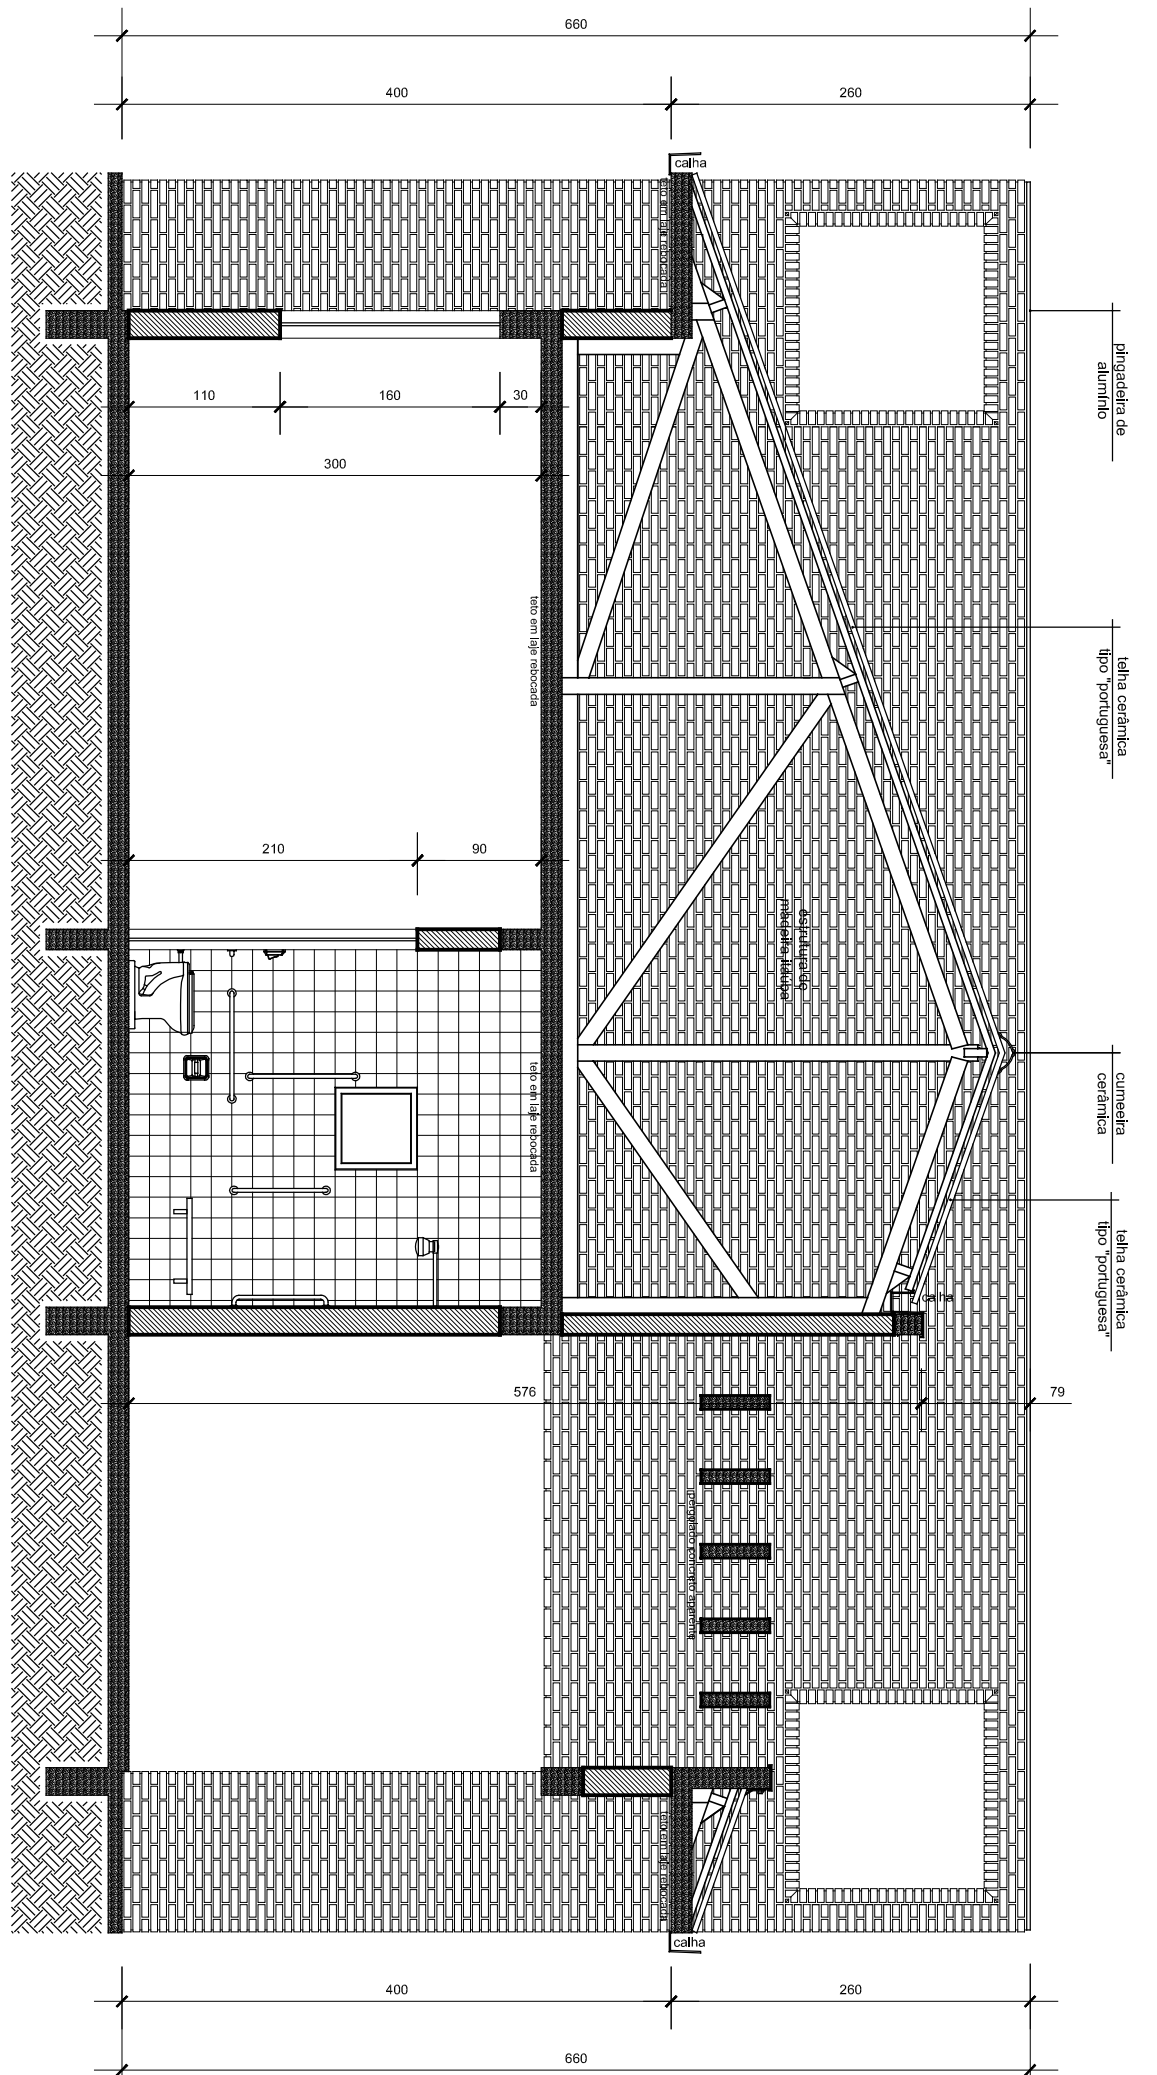 660
400
260
calha
teto em laje rebocada
pingadeira de
alumínio
110
160
30
300
teto em laje rebocada
telha cerâmica
tipo "portuguesa"
210
90
estrutura de
madeira itaúba
teto em laje rebocada
cumeeira
cerâmica
telha cerâmica
tipo "portuguesa"
calha
576
79
pergolado concreto aparente
teto em laje rebocada
calha
400
260
660